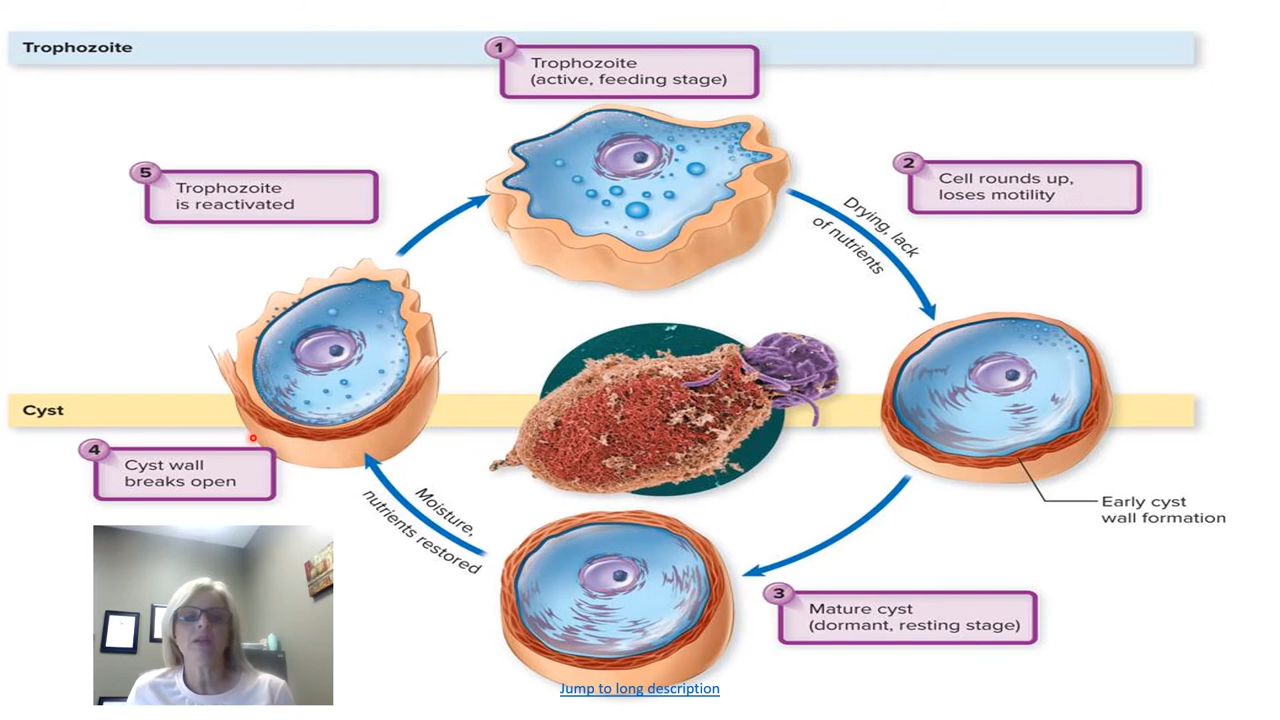 Trophozoite
1
Trophozoite
(active, feeding stage)
5
Trophozoite
is reactivated
2
Cell rounds up,
loses motility
Drying, lack
of nutrients
Cyst
4
Cyst wall
breaks open
Moisture,
nutrients restored
Early cyst
wall formation
3
Mature cyst
(dormant, resting stage)
Jump to long description